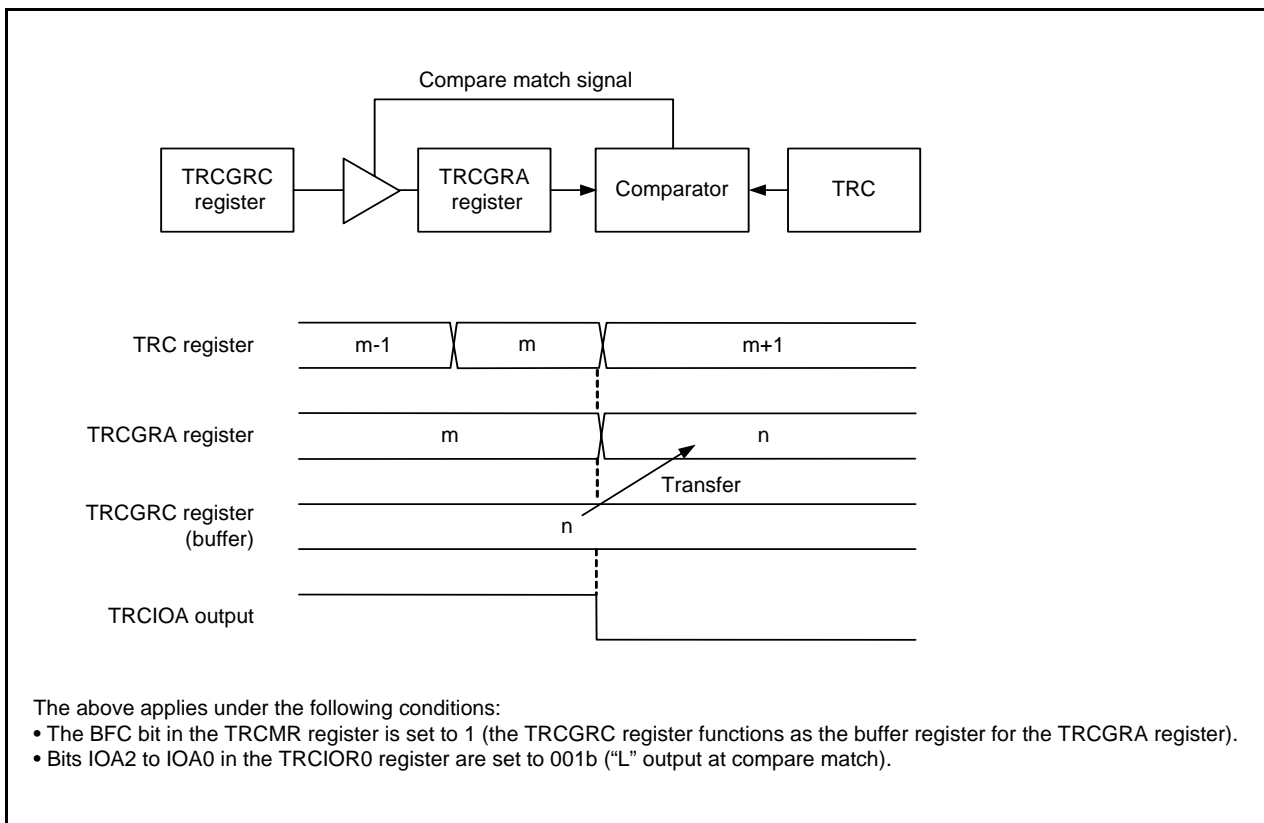 Compare match signal
TRCGRC
register
TRCGRA
register
Comparator
TRC
TRC register
m-1
m
m+1
TRCGRA register
m
n
Transfer
TRCGRC register
(buffer)
n
TRCIOA output
The above applies under the following conditions:
• The BFC bit in the TRCMR register is set to 1 (the TRCGRC register functions as the buffer register for the TRCGRA register).
• Bits IOA2 to IOA0 in the TRCIOR0 register are set to 001b (“L” output at compare match).